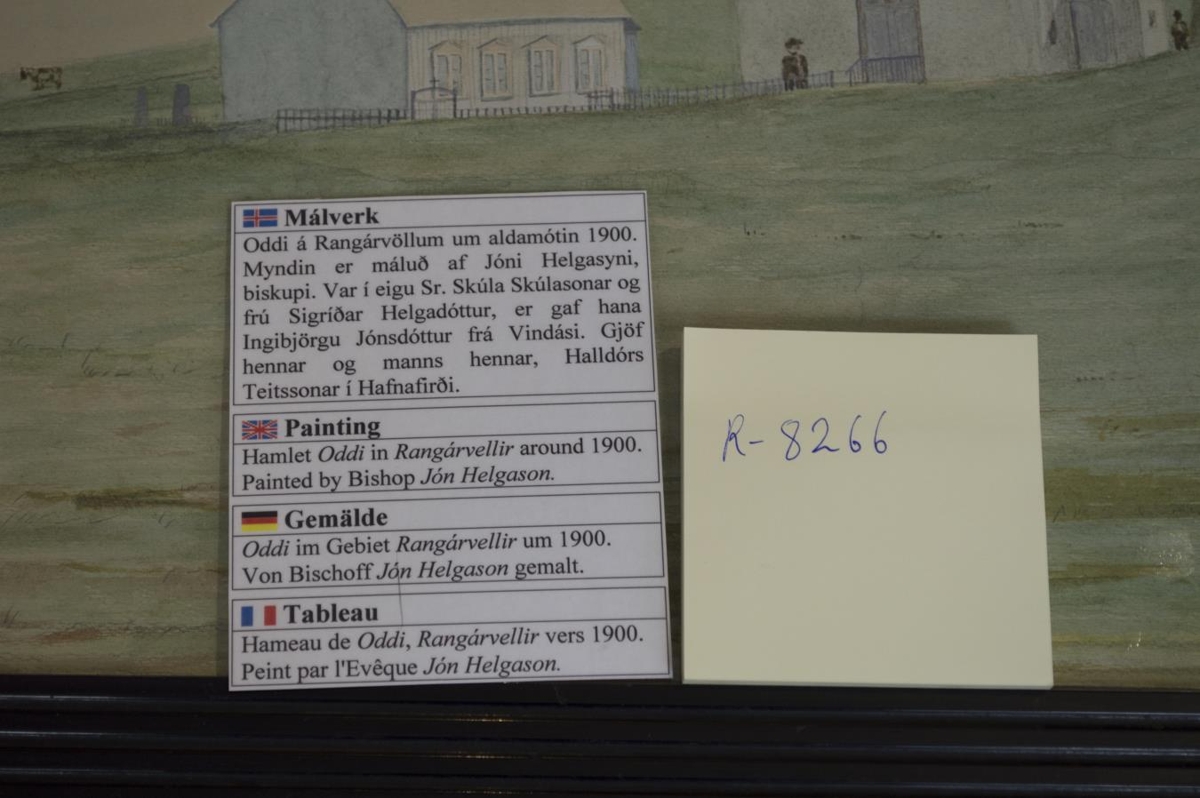 Málverk
Oddi á Rangárvöllum um aldamótin 1900.
Myndin er máluð af Jóni Helgasyni,
biskupi. Var í eigu Sr. Skúla Skúlasonar og
frú Sigríðar Helgadóttur, er gaf hana
Ingibjörgu Jónsdóttur frá Vindási. Gjöf
hennar og manns hennar, Halldórs
Teitssonar í Hafnafirði.
Painting
Hamlet Oddi in Rangárvellir around 1900.
Painted by Bishop Jón Helgason.
Gemälde
Oddi im Gebiet Rangárvellir um 1900.
Von Bischoff Jón Helgason gemalt.
Tableau
Hameau de Oddi, Rangárvellir vers 1900.
Peint par l'Evêque Jón Helgason.
R-8266